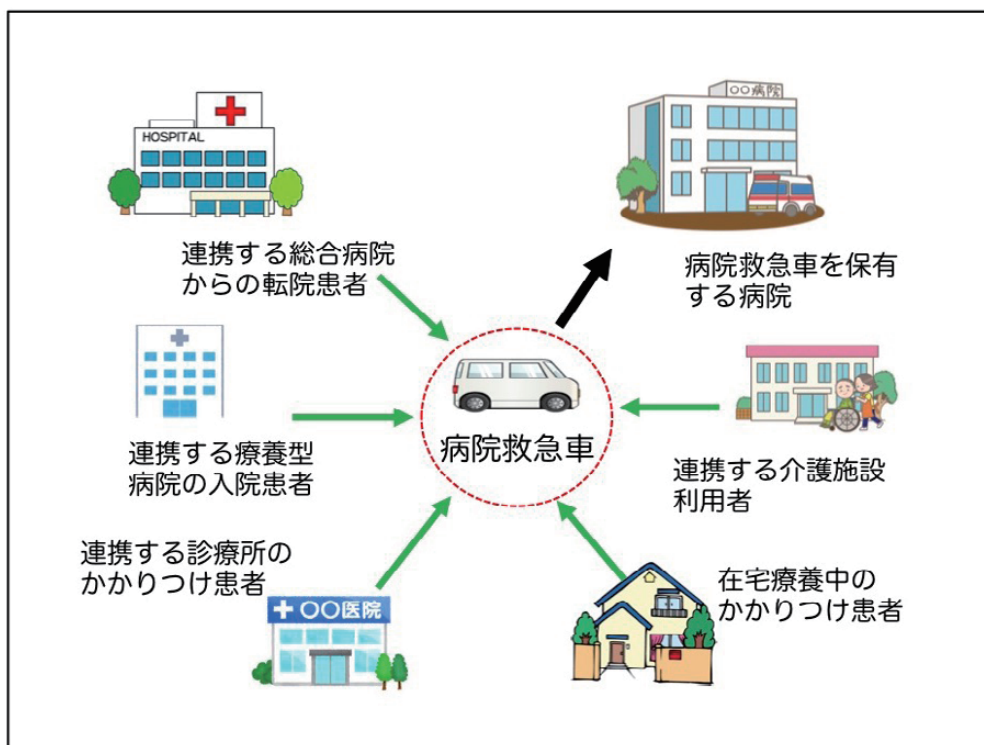 HOSPITAL
連携する総合病院
からの転院患者
〇〇病院
病院救急車を保有
する病院
連携する療養型
病院の入院患者
病院救急車
連携する介護施設
利用者
連携する診療所の
かかりつけ患者
〇〇医院
在宅療養中の
かかりつけ患者